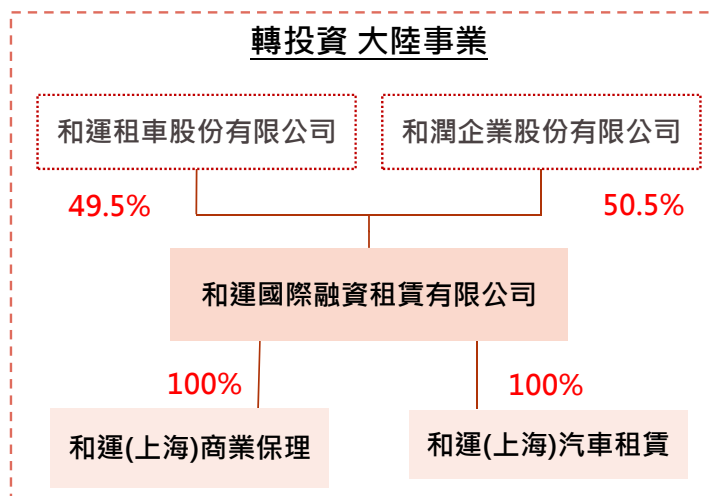 轉投資 大陸事業
和運租車股份有限公司
和潤企業股份有限公司
49.5%
50.5%
和運國際融資租賃有限公司
100%
100%
和運(上海)商業保理
和運(上海)汽車租賃